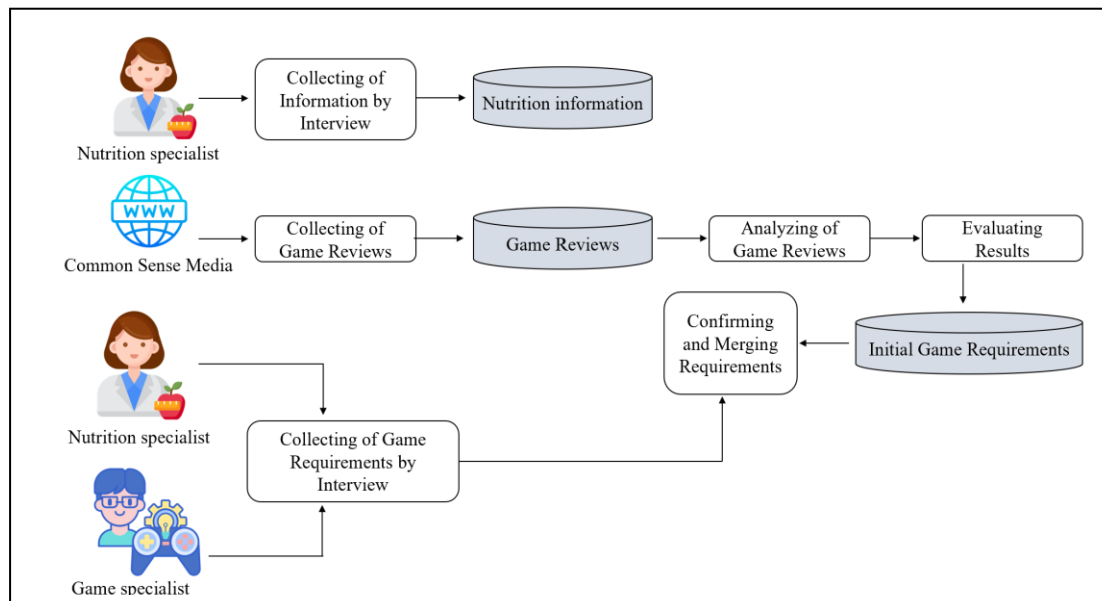 Collecting of
Information by
Interview
Nutrition information
Nutrition specialist
WWW
Common Sense Media
Collecting of
Game Reviews
Game Reviews
Analyzing of
Game Reviews
Evaluating
Results
Confirming
and Merging
Requirements
Initial Game Requirements
Nutrition specialist
Collecting of Game
Requirements by
Interview
Game specialist